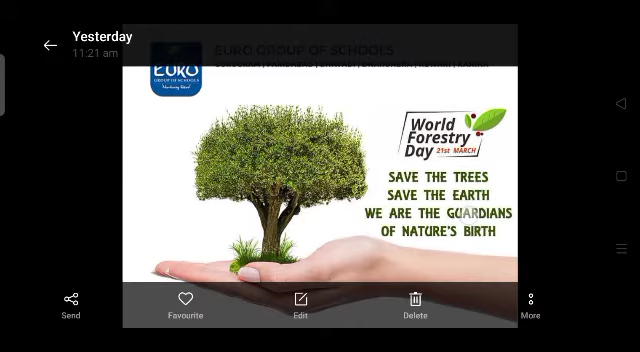 Yesterday
11:21 am
EURO GROUP OF SCHOOLS
EURO
GROUP OF SCHOOLS
World
Forestry
Day 21st MARCH
SAVE THE TREES
SAVE THE EARTH
WE ARE THE GUARDIANS
OF NATURE'S BIRTH
Send
Favourite
Edit
Delete
More